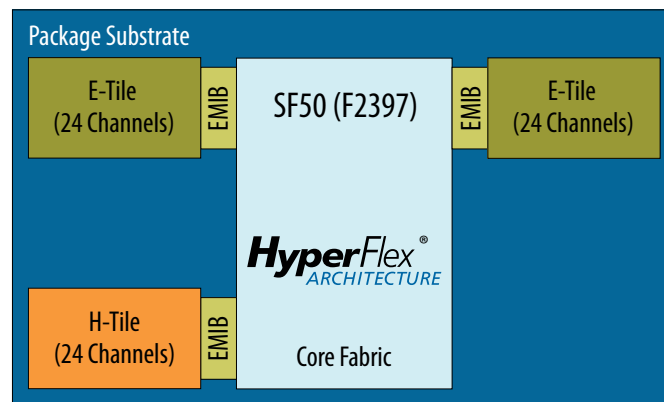 Package Substrate
E-Tile
(24 Channels)
EMIB
SF50 (F2397)
EMIB
E-Tile
(24 Channels)
HyperFlex®
ARCHITECTURE
H-Tile
(24 Channels)
EMIB
Core Fabric